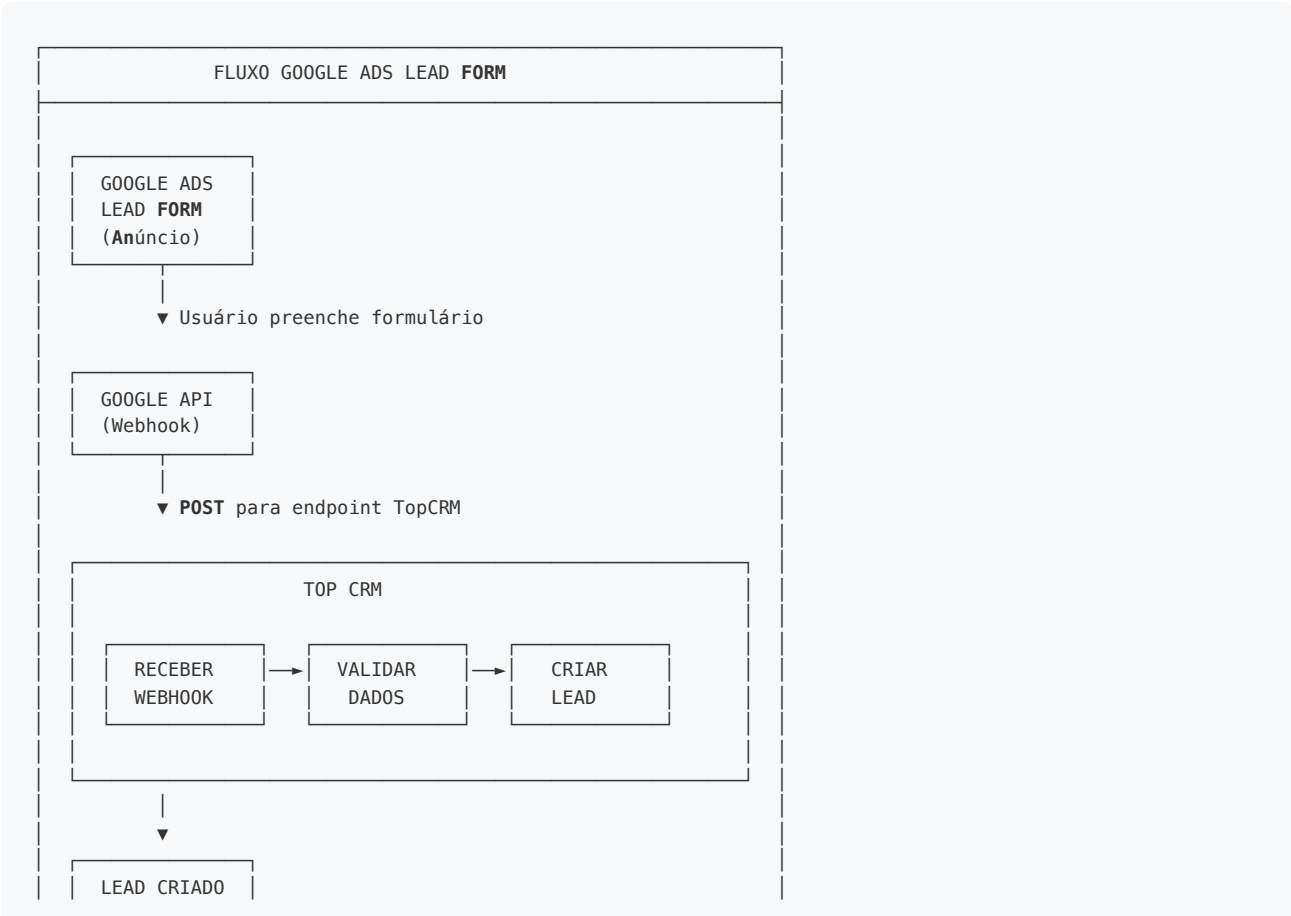 FLUXO GOOGLE ADS LEAD FORM
GOOGLE ADS
LEAD FORM
(Anúncio)
▼ Usuário preenche formulário
GOOGLE API
(Webhook)
▼ POST para endpoint TopCRM
TOP CRM
RECEBER
WEBHOOK
VALIDAR
DADOS
CRIAR
LEAD
▼
LEAD CRIADO